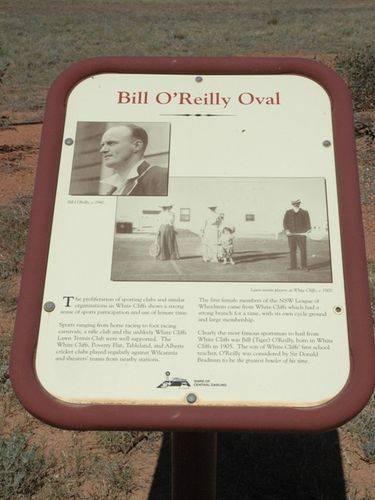 Bill O'Reilly Oval
Bill O'Reilly, c 1940.
Lawn tennis players at White Cliffs, c 1905.
The proliferation of sporting clubs and similar
organisations in White Cliffs shows a strong
sense of sports participation and use of leisure time.
Sports ranging from horse racing to foot racing
carnivals, a rifle club and the unlikely White Cliffs
Lawn Tennis Club were well supported. The
White Cliffs, Poverty Flat, Tableland, and Alberts
cricket clubs played regularly against Wilcannia
and shearers' teams from nearby stations.
The first female members of the NSW League of
Wheelmen came from White Cliffs which had a
strong branch for a time, with its own cycle ground
and large membership.
Clearly the most famous sportsman to hail from
White Cliffs was Bill (Tiger) O'Reilly, born in White
Cliffs in 1905. The son of White Cliffs' first school
teacher, O'Reilly was considered by Sir Donald
Bradman to be the greatest bowler of his time.
SHIRE OF
CENTRAL DARLING